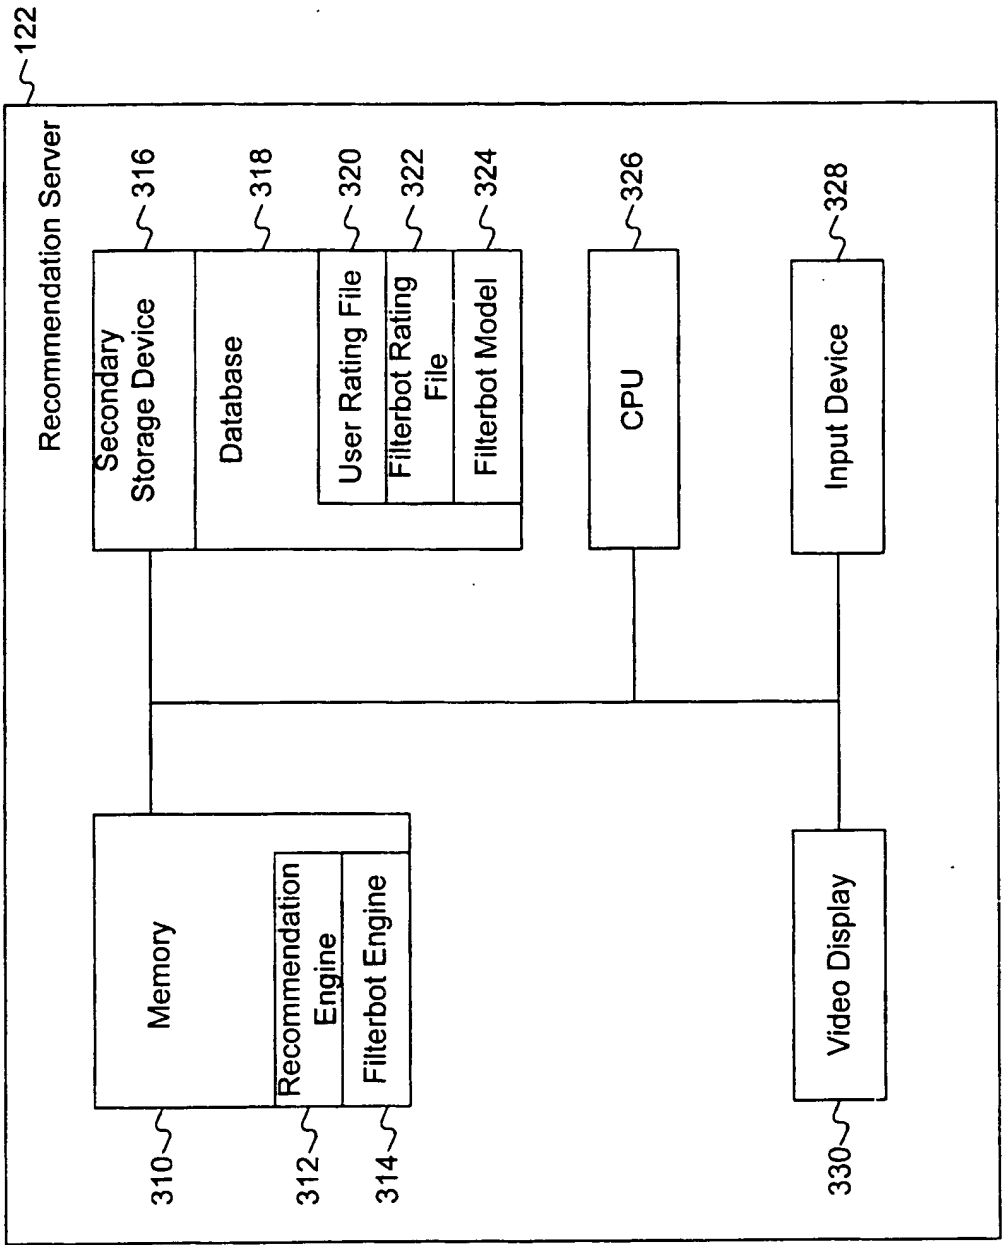 122
Recommendation Server
310
Memory
312
Recommendation
Engine
314
Filterbot Engine
Secondary
Storage Device
316
Database
318
User Rating File
320
Filterbot Rating
File
322
Filterbot Model
324
CPU
326
330
Video Display
Input Device
328